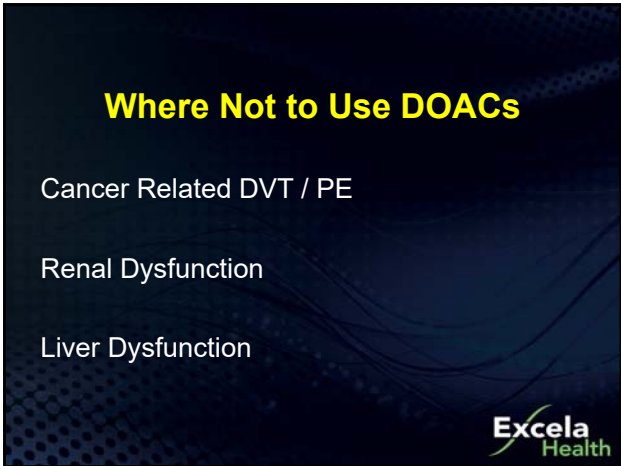 Where Not to Use DOACs
Cancer Related DVT / PE
Renal Dysfunction
Liver Dysfunction
Excela
Health